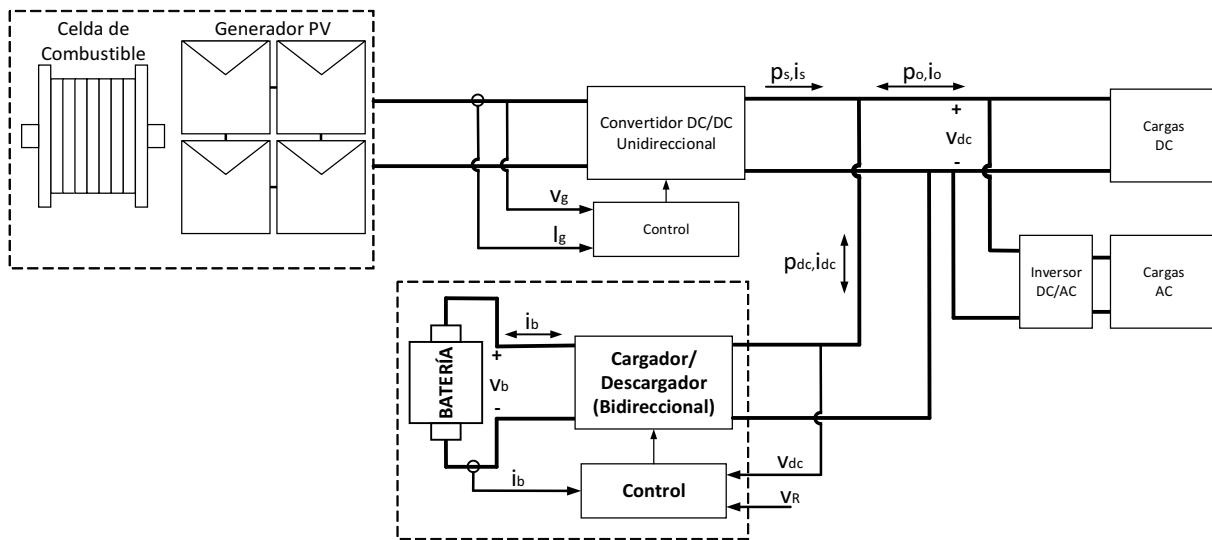 Celda de
Combustible
Generador PV
Convertidor DC/DC
Unidireccional
Control
vg
Ig
ps,is
po,io
+
vdc
-
Cargas
DC
pdc,idc
Inversor
DC/AC
Cargas
AC
BATERÍA
ib
+
vb
-
Cargador/
Descargador
(Bidireccional)
Control
ib
vdc
vR